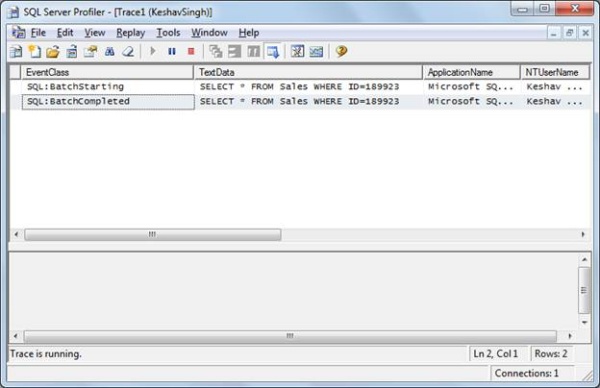 SQL Server Profiler - [Trace1 (KeshavSingh)]
File Edit View Replay Tools Window Help
EventClass TextData ApplicationName NTUserName
SQL:BatchStarting SELECT * FROM Sales WHERE ID=189923 Microsoft SQ... Keshav ...
SQL:BatchCompleted SELECT * FROM Sales WHERE ID=189923 Microsoft SQ... Keshav ...
Trace is running. Ln 2, Col 1 Rows: 2
Connections: 1